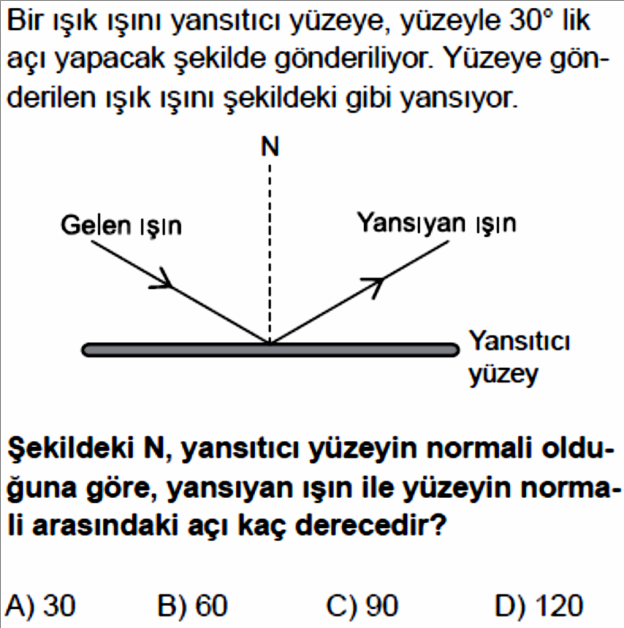 Bir ışık ışını yansıtıcı yüzeye, yüzeyle 30° lik
açı yapacak şekilde gönderiliyor. Yüzeye gön-
derilen ışık ışını şekildeki gibi yansıyor.
N
Gelen ışın
Yansıyan ışın
Yansıtıcı
yüzey
Şekildeki N, yansıtıcı yüzeyin normali oldu-
ğuna göre, yansıyan ışın ile yüzeyin norma-
li arasındaki açı kaç derecedir?
A) 30 B) 60 C) 90 D) 120